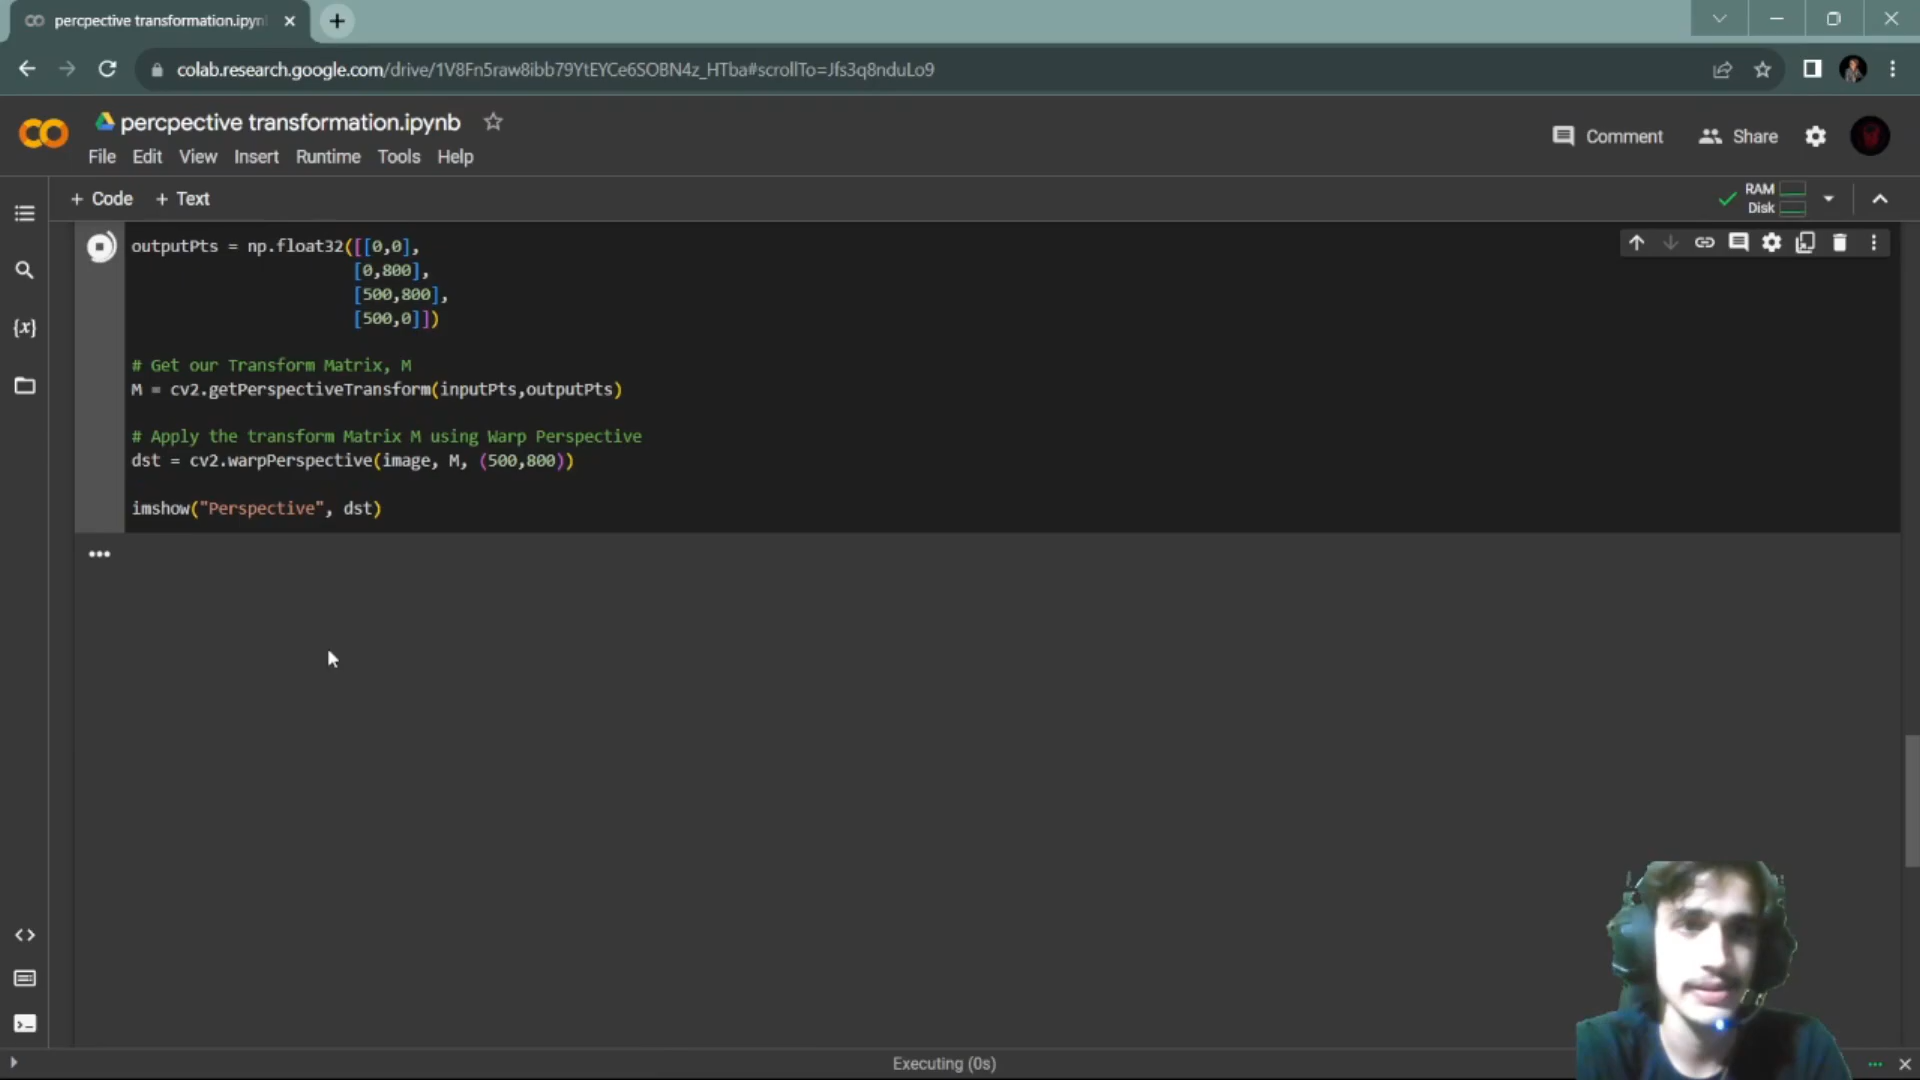 percpective transformation.ipyn
colab.research.google.com/drive/1V8Fn5raw8ibb79YtEYCe6SOBN4z_HTba#scrollTo=Jfs3q8nduLo9
percpective transformation.ipynb
File Edit View Insert Runtime Tools Help
Comment Share
+ Code + Text
RAM
Disk
outputPts = np.float32([[0,0],
[0,800],
[500,800],
[500,0]])
# Get our Transform Matrix, M
M = cv2.getPerspectiveTransform(inputPts,outputPts)
# Apply the transform Matrix M using Warp Perspective
dst = cv2.warpPerspective(image, M, (500,800))
imshow("Perspective", dst)
Executing (0s)